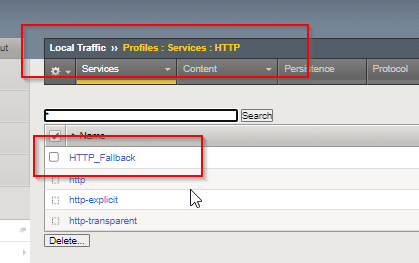 ut
Local Traffic ›› Profiles : Services : HTTP
Services Content Persistence Protocol
* Search
Name
HTTP_Fallback
http
http-explicit
http-transparent
Delete...